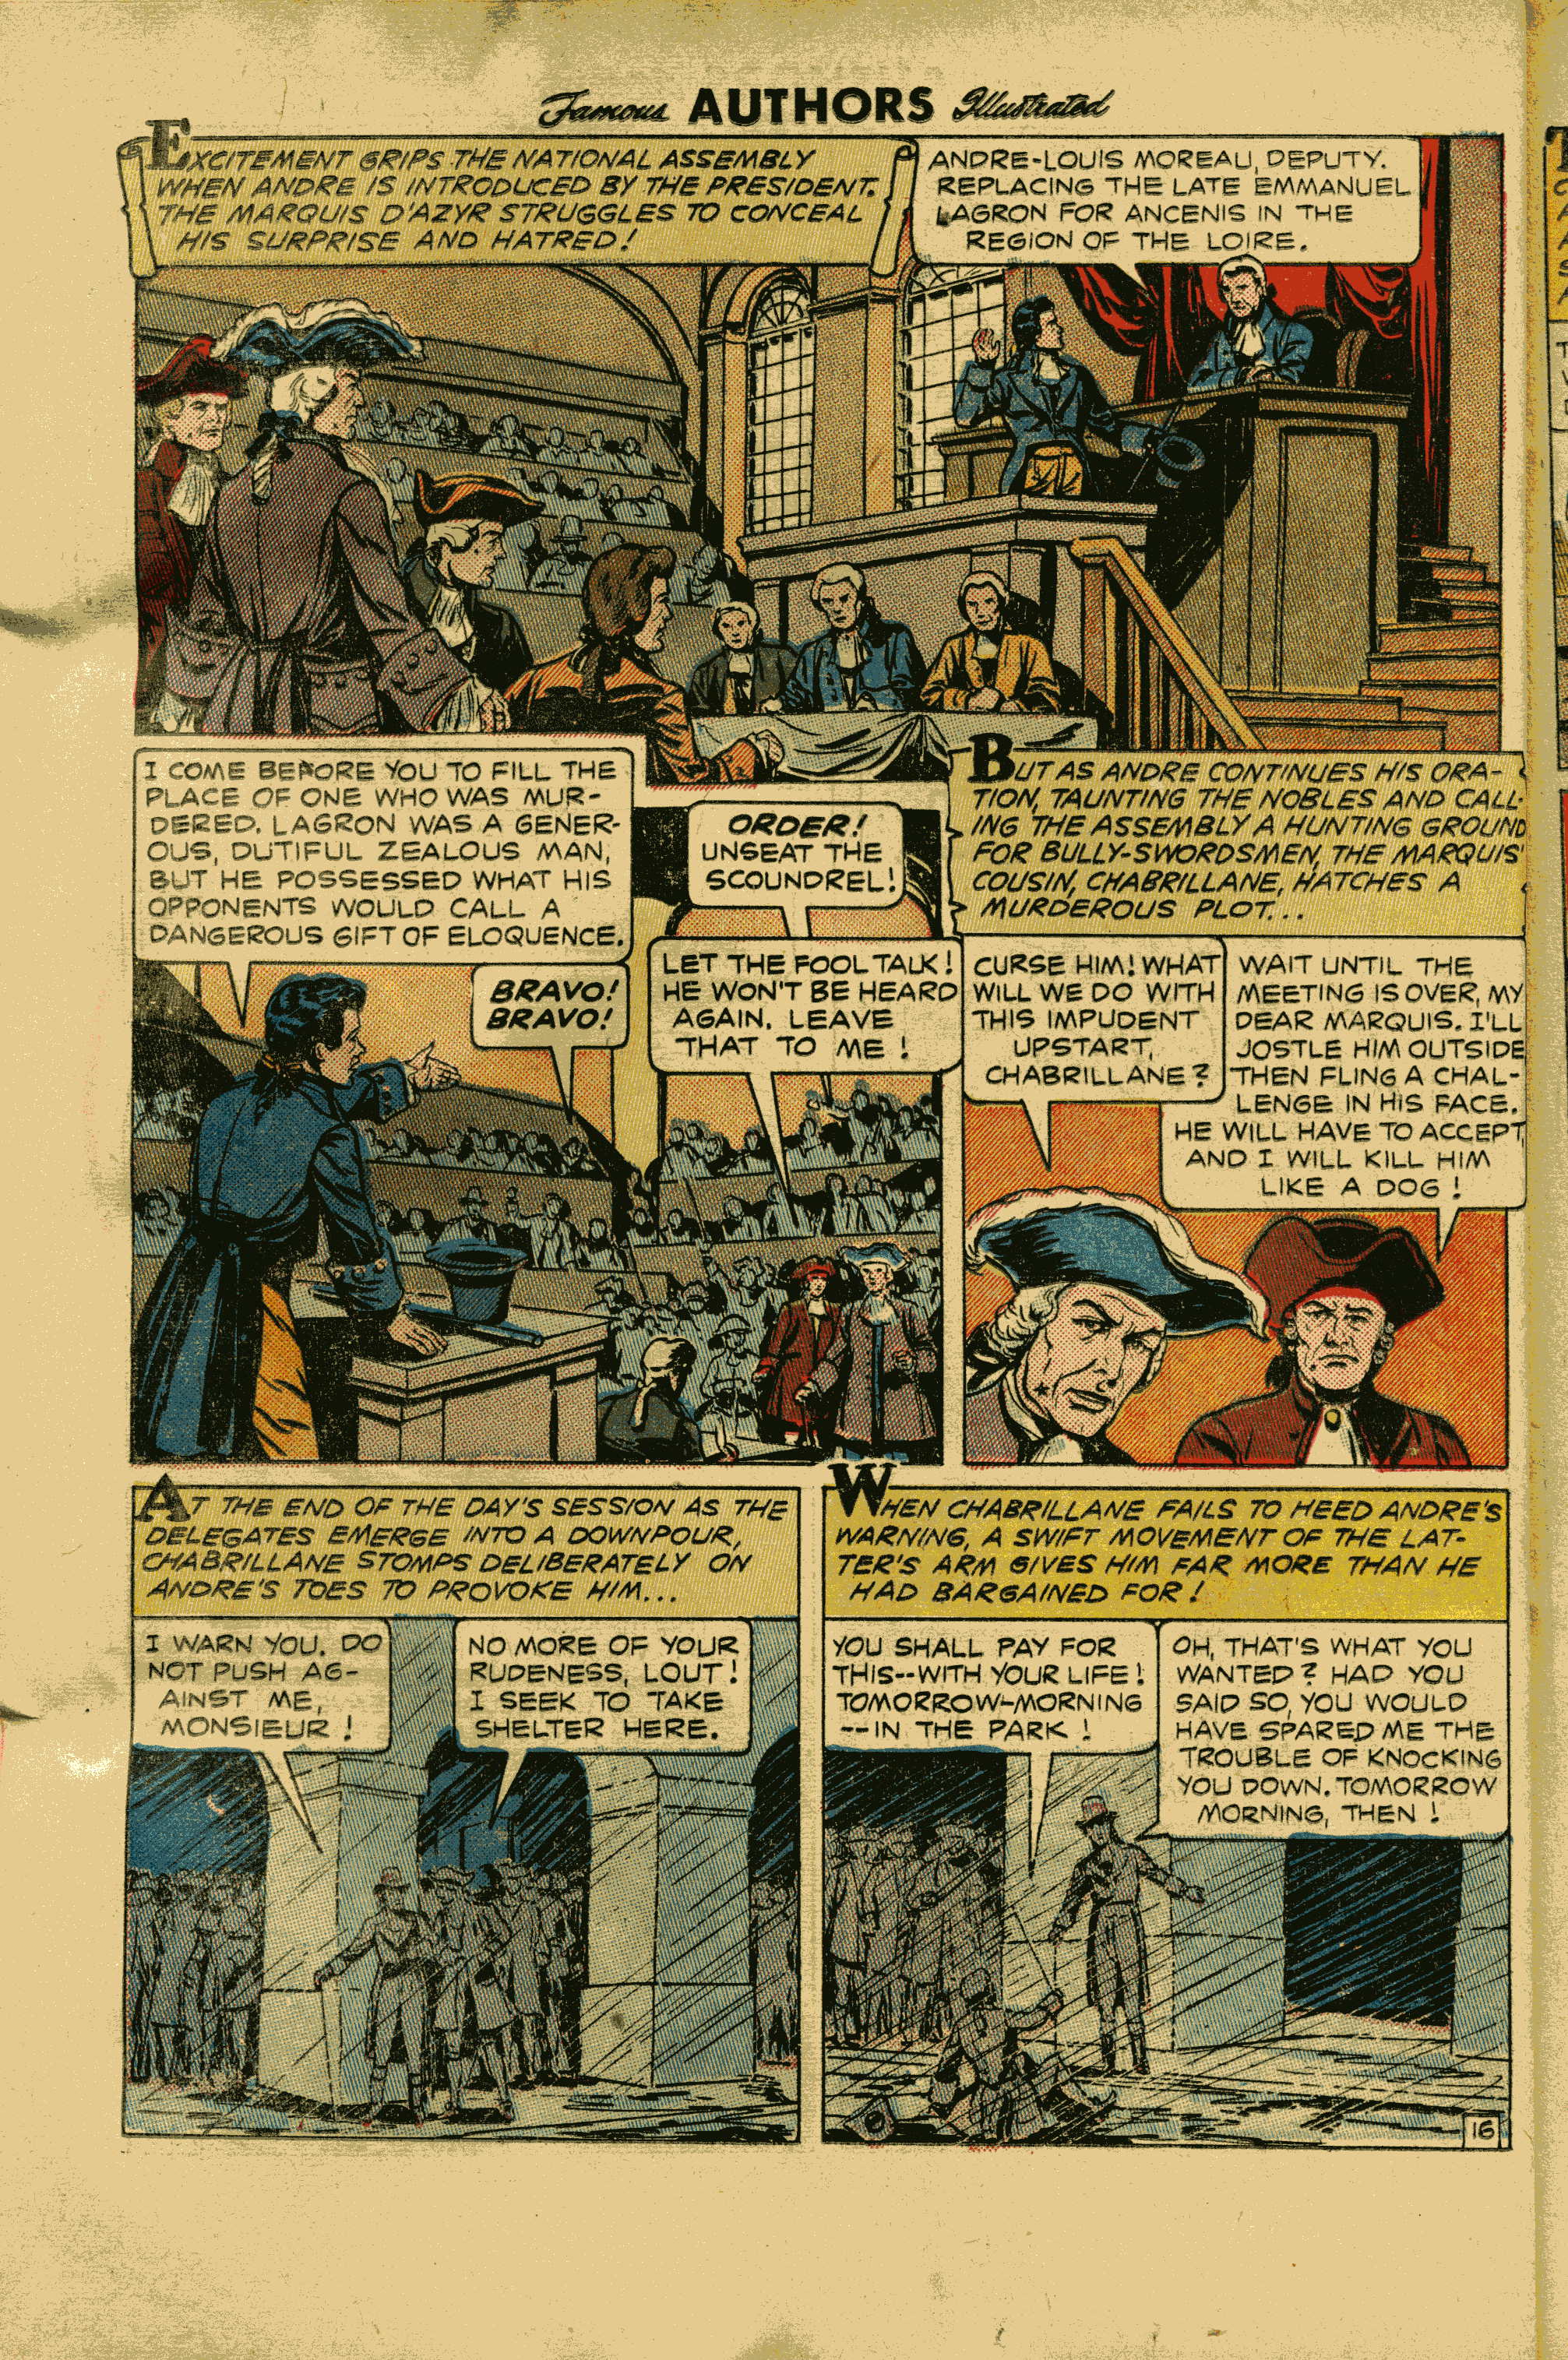 Famous AUTHORS Illustrated
EXCITEMENT GRIPS THE NATIONAL ASSEMBLY
WHEN ANDRE IS INTRODUCED BY THE PRESIDENT.
THE MARQUIS D'AZYR STRUGGLES TO CONCEAL
HIS SURPRISE AND HATRED!
ANDRE-LOUIS MOREAU, DEPUTY.
REPLACING THE LATE EMMANUEL
LAGRON FOR ANCENIS IN THE
REGION OF THE LOIRE.
I COME BEFORE YOU TO FILL THE
PLACE OF ONE WHO WAS MUR-
DERED. LAGRON WAS A GENER-
OUS, DUTIFUL ZEALOUS MAN,
BUT HE POSSESSED WHAT HIS
OPPONENTS WOULD CALL A
DANGEROUS GIFT OF ELOQUENCE.
BRAVO!
BRAVO!
ORDER!
UNSEAT THE
SCOUNDREL!
LET THE FOOL TALK!
HE WON'T BE HEARD
AGAIN. LEAVE
THAT TO ME!
BUT AS ANDRE CONTINUES HIS ORA-
TION, TAUNTING THE NOBLES AND CALL-
ING THE ASSEMBLY A HUNTING GROUND
FOR BULLY-SWORDSMEN, THE MARQUIS'
COUSIN, CHABRILLANE, HATCHES A
MURDEROUS PLOT...
CURSE HIM! WHAT
WILL WE DO WITH
THIS IMPUDENT
UPSTART,
CHABRILLANE?
WAIT UNTIL THE
MEETING IS OVER, MY
DEAR MARQUIS. I'LL
JOSTLE HIM OUTSIDE
THEN FLING A CHAL-
LENGE IN HIS FACE.
HE WILL HAVE TO ACCEPT,
AND I WILL KILL HIM
LIKE A DOG!
AT THE END OF THE DAY'S SESSION AS THE
DELEGATES EMERGE INTO A DOWNPOUR,
CHABRILLANE STOMPS DELIBERATELY ON
ANDRE'S TOES TO PROVOKE HIM...
I WARN YOU. DO
NOT PUSH AG-
AINST ME,
MONSIEUR!
NO MORE OF YOUR
RUDENESS, LOUT!
I SEEK TO TAKE
SHELTER HERE.
WHEN CHABRILLANE FAILS TO HEED ANDRE'S
WARNING, A SWIFT MOVEMENT OF THE LAT-
TER'S ARM GIVES HIM FAR MORE THAN HE
HAD BARGAINED FOR!
YOU SHALL PAY FOR
THIS--WITH YOUR LIFE!
TOMORROW-MORNING
--IN THE PARK!
OH, THAT'S WHAT YOU
WANTED? HAD YOU
SAID SO, YOU WOULD
HAVE SPARED ME THE
TROUBLE OF KNOCKING
YOU DOWN. TOMORROW
MORNING, THEN!
16